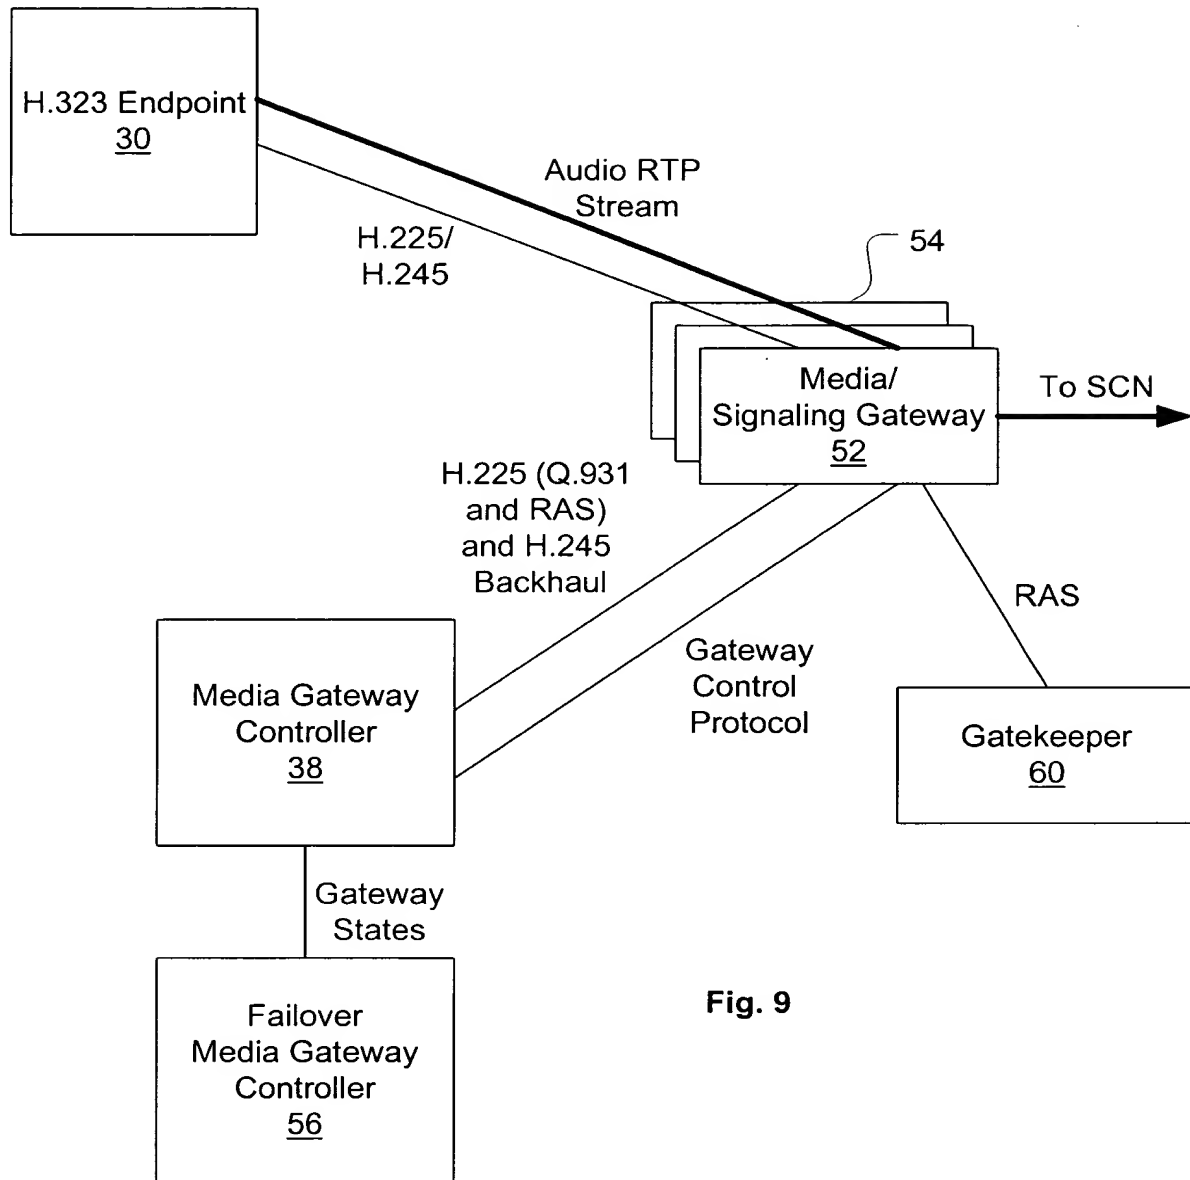 H.323 Endpoint
30
Audio RTP
Stream
H.225/
H.245
54
Media/
Signaling Gateway
52
To SCN
H.225 (Q.931
and RAS)
and H.245
Backhaul
Gateway
Control
Protocol
RAS
Media Gateway
Controller
38
Gatekeeper
60
Gateway
States
Failover
Media Gateway
Controller
56
Fig. 9